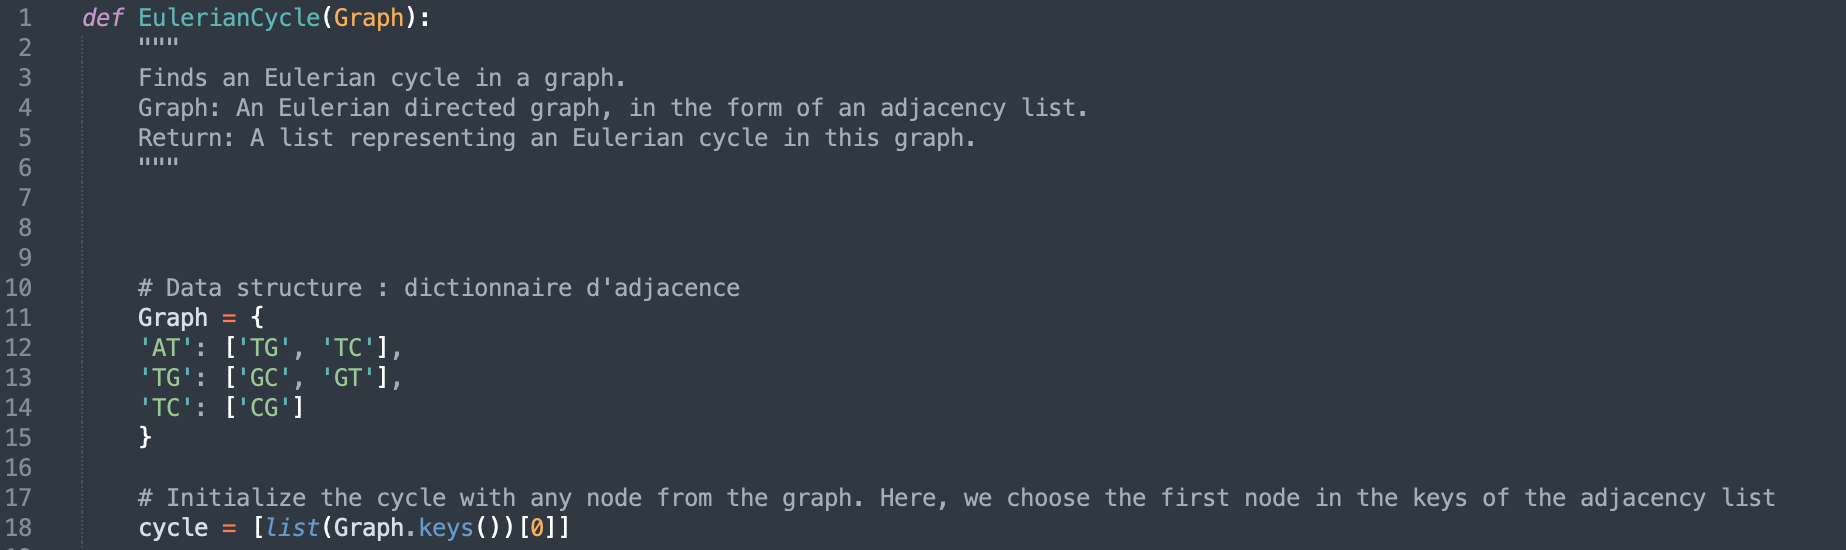 1 def EulerianCycle(Graph):
2 """
3 Finds an Eulerian cycle in a graph.
4 Graph: An Eulerian directed graph, in the form of an adjacency list.
5 Return: A list representing an Eulerian cycle in this graph.
6 """
7
8
9
10 # Data structure : dictionnaire d'adjacence
11 Graph = {
12 'AT': ['TG', 'TC'],
13 'TG': ['GC', 'GT'],
14 'TC': ['CG']
15 }
16
17 # Initialize the cycle with any node from the graph. Here, we choose the first node in the keys of the adjacency list
18 cycle = [list(Graph.keys())[0]]